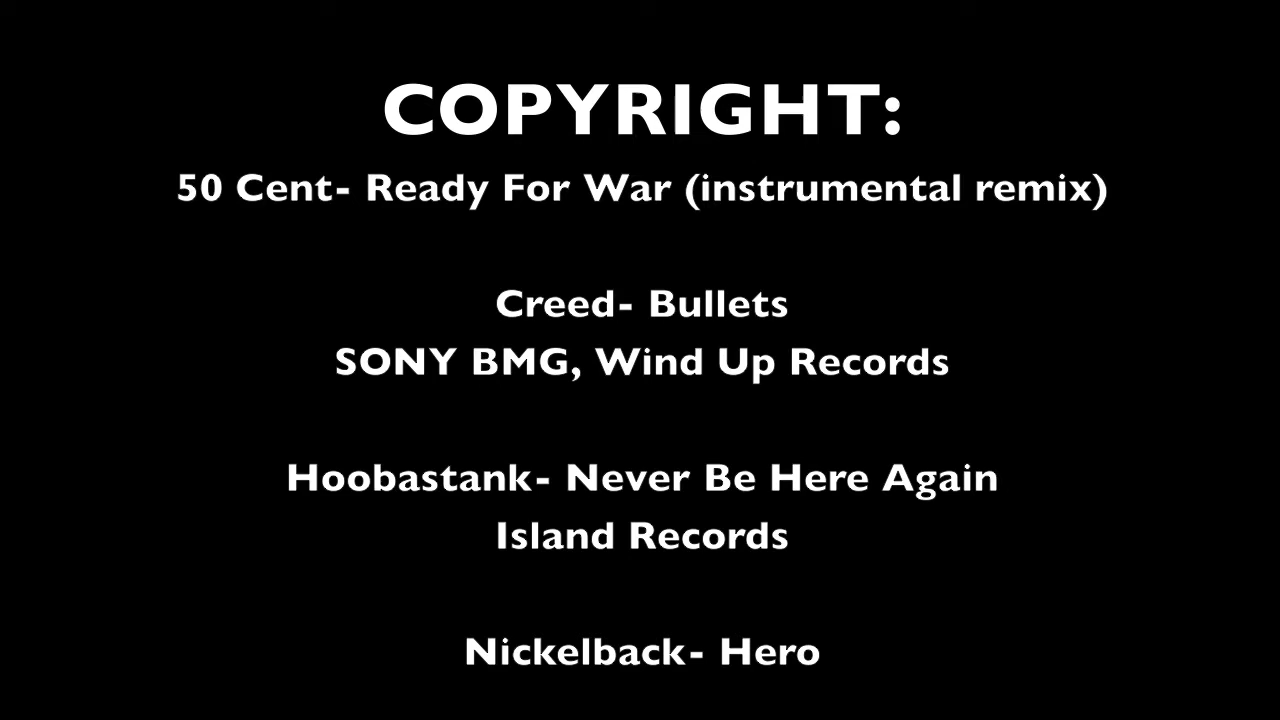 COPYRIGHT:
50 Cent- Ready For War (instrumental remix)
Creed- Bullets
SONY BMG, Wind Up Records
Hoobastank- Never Be Here Again
Island Records
Nickelback- Hero